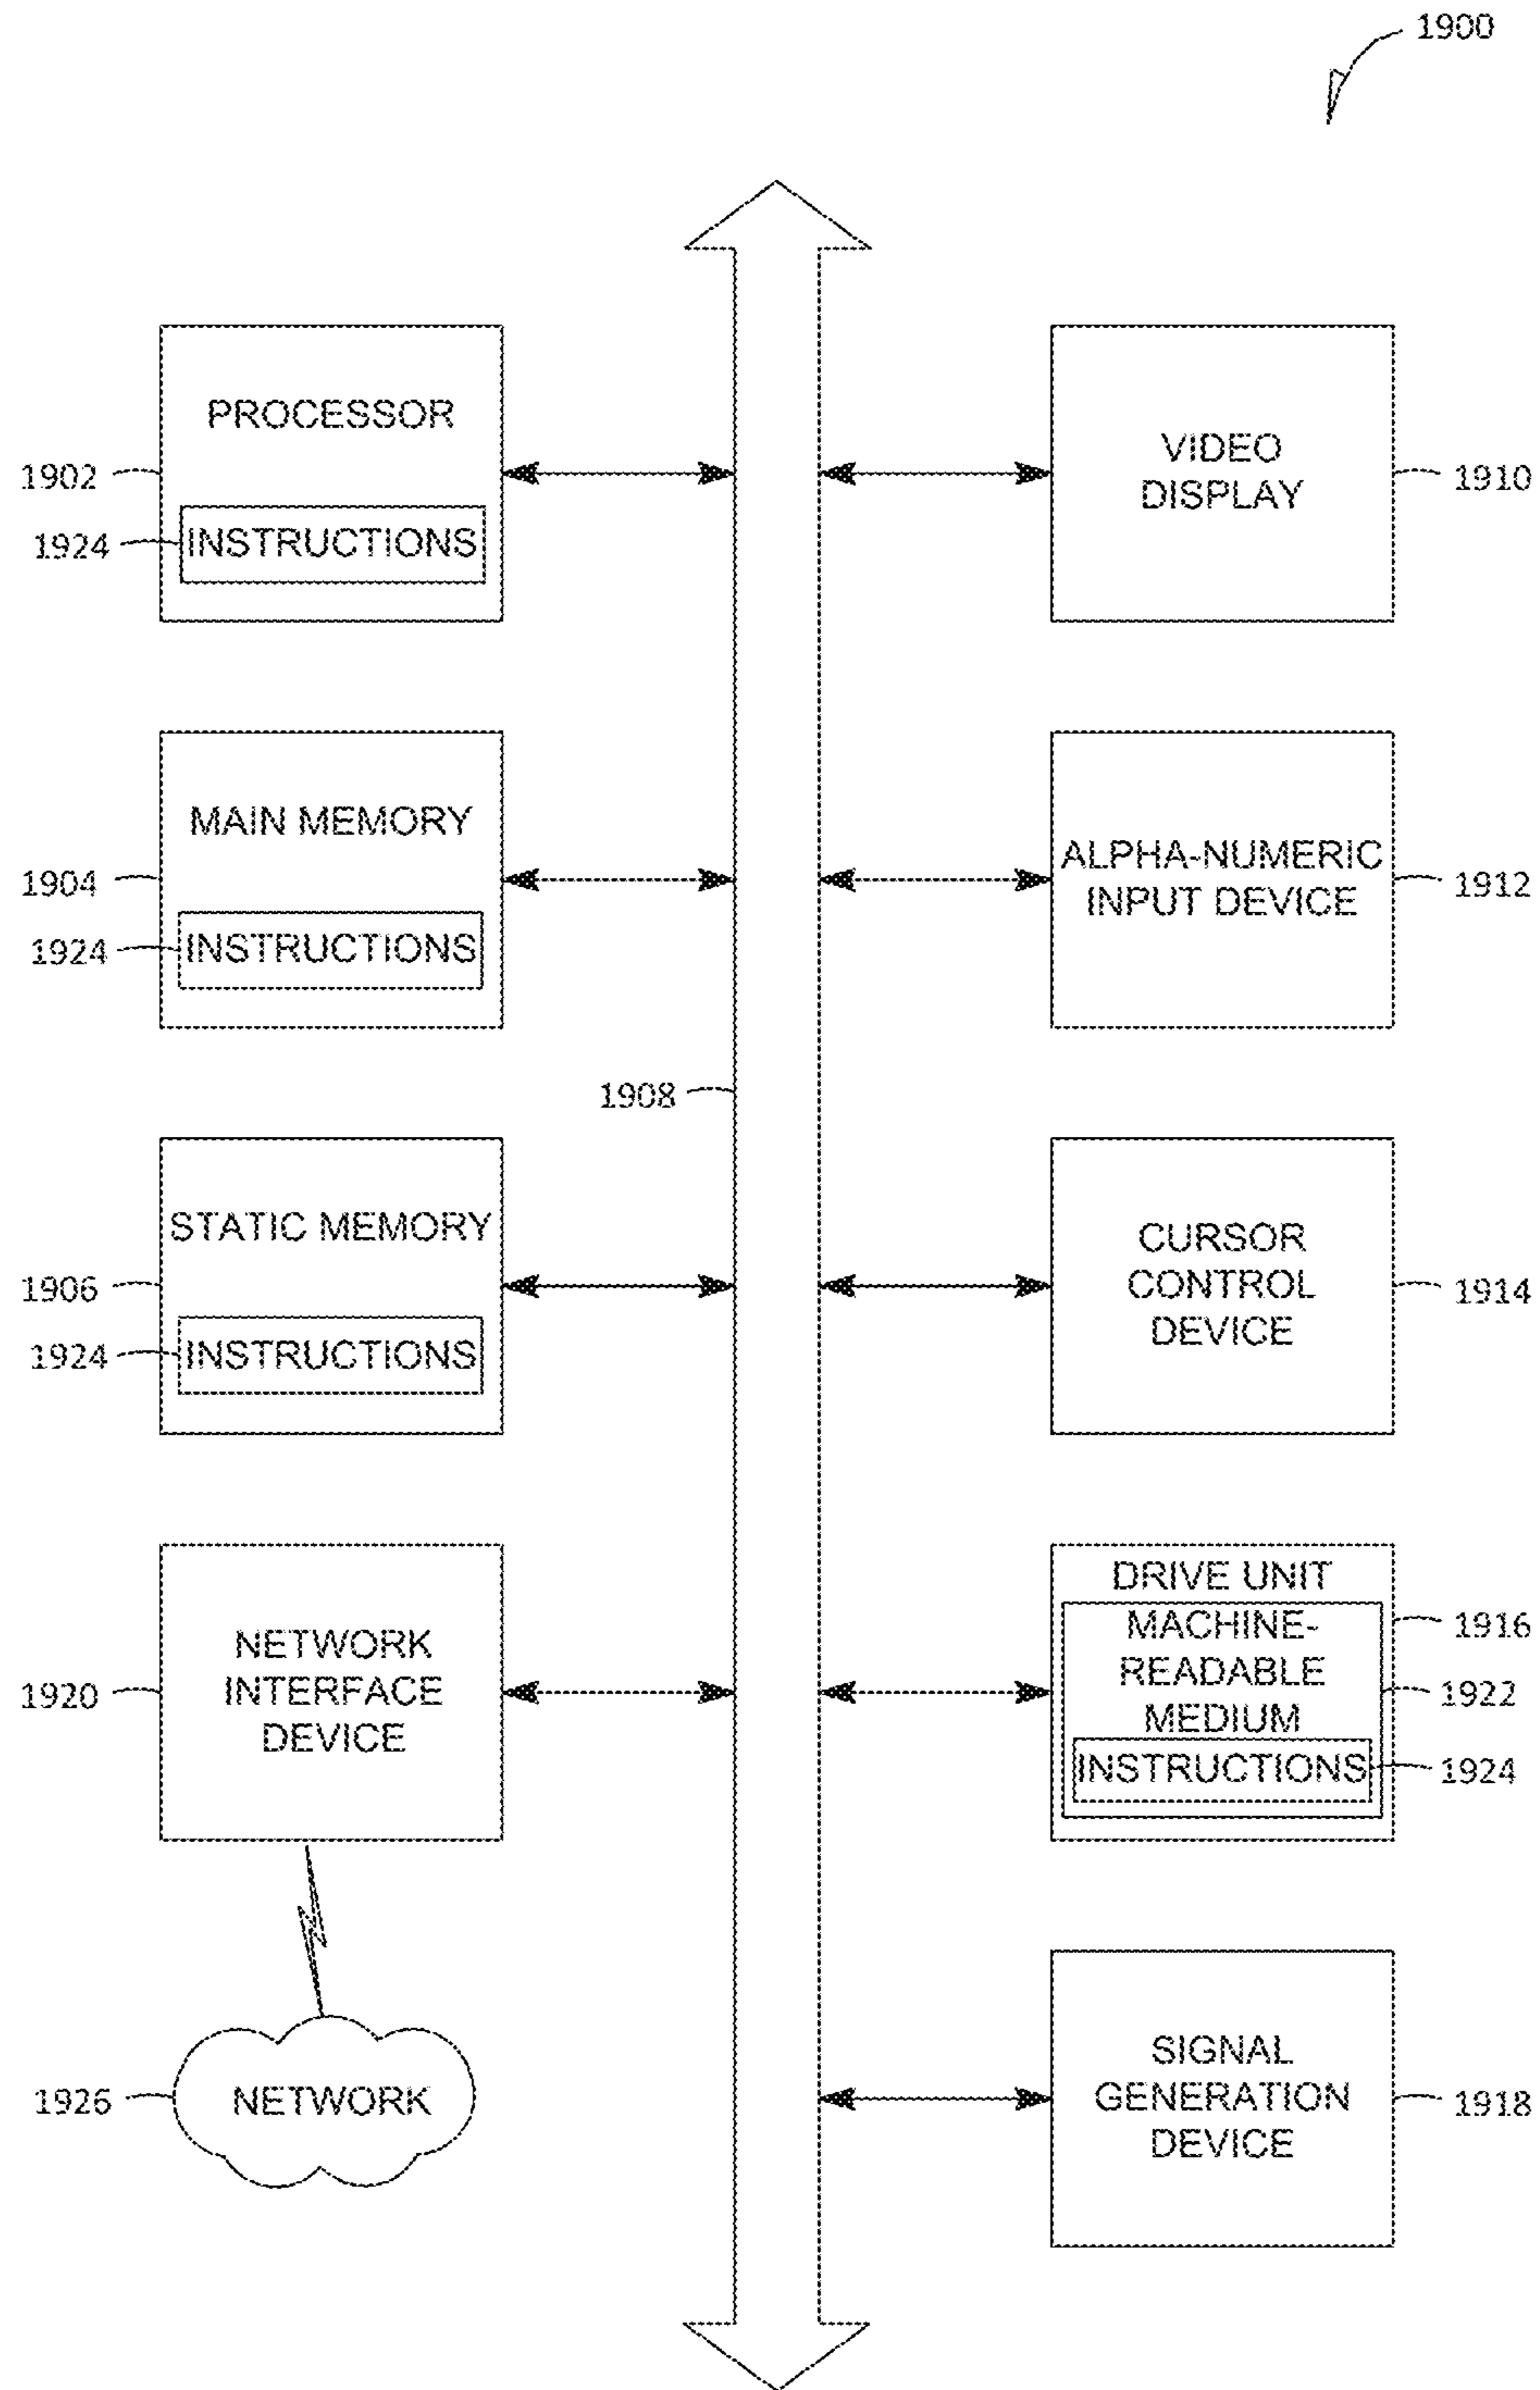 1900
PROCESSOR
1902
1924
INSTRUCTIONS
VIDEO
DISPLAY
1910
MAIN MEMORY
1904
1924
INSTRUCTIONS
ALPHA-NUMERIC
INPUT DEVICE
1912
1908
STATIC MEMORY
1906
1924
INSTRUCTIONS
CURSOR
CONTROL
DEVICE
1914
NETWORK
INTERFACE
DEVICE
1920
DRIVE UNIT
1916
MACHINE-
READABLE
MEDIUM
1922
INSTRUCTIONS
1924
1926
NETWORK
SIGNAL
GENERATION
DEVICE
1918